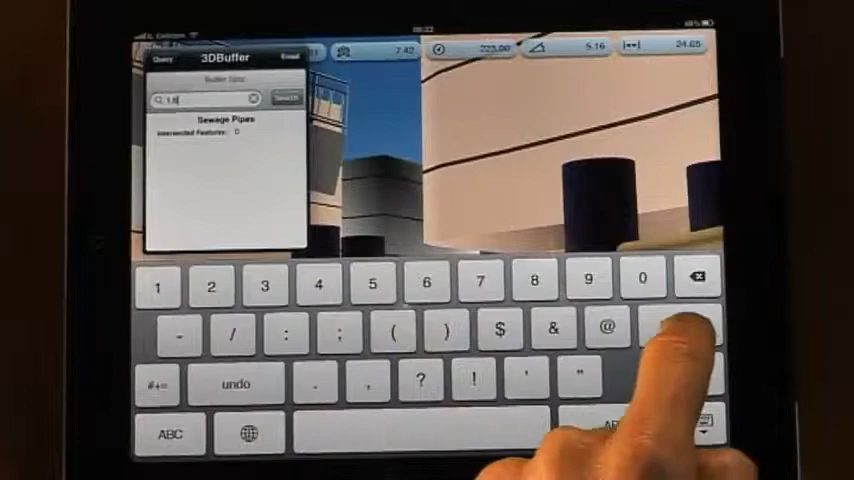 7.42
223.00
5.16
24.65
Query
3DBuffer
Email
Buffer Size:
Search
Sewage Pipes
Intersected Features: 0
1 2 3 4 5 6 7 8 9 0
- / : ; ( ) $ & @
#+= undo . , ? ! ' "
ABC